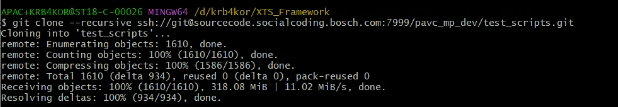 APAC+KRB4KOR@ST18-C-00026 MINGW64 /d/krb4kor/XTS_Framework
$ git clone --recursive ssh://git@sourcecode.socialcoding.bosch.com:7999/pavc_mp_dev/test_scripts.git
Cloning into 'test_scripts'...
remote: Enumerating objects: 1610, done.
remote: Counting objects: 100% (1610/1610), done.
remote: Compressing objects: 100% (1586/1586), done.
remote: Total 1610 (delta 934), reused 0 (delta 0), pack-reused 0
Receiving objects: 100% (1610/1610), 318.08 MiB | 11.02 MiB/s, done.
Resolving deltas: 100% (934/934), done.